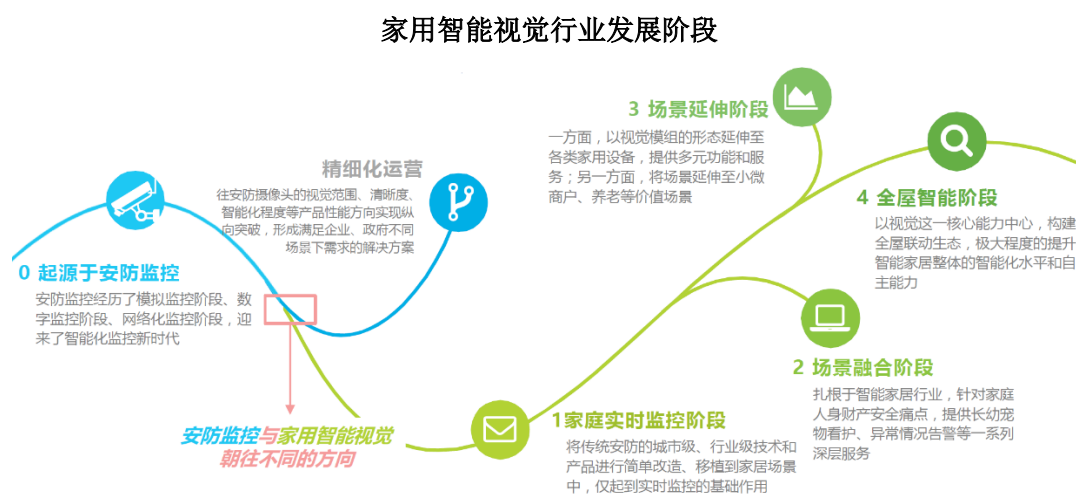 家用智能视觉行业发展阶段
0 起源于安防监控
安防监控经历了模拟监控阶段、数
字监控阶段、网络化监控阶段，迎
来了智能化监控新时代
精细化运营
往安防摄像头的视觉范围、清晰度、
智能化程度等产品性能方向实现纵
向突破，形成满足企业、政府不同
场景下需求的解决方案
安防监控与家用智能视觉
朝往不同的方向
1家庭实时监控阶段
将传统安防的城市级、行业级技术和
产品进行简单改造、移植到家居场景
中，仅起到实时监控的基础作用
2 场景融合阶段
扎根于智能家居行业，针对家庭
人身财产安全痛点，提供长幼宠
物看护、异常情况告警等一系列
深层服务
3 场景延伸阶段
一方面，以视觉模组的形态延伸至
各类家用设备，提供多元功能和服
务；另一方面，将场景延伸至小微
商户、养老等价值场景
4 全屋智能阶段
以视觉这一核心能力中心，构建
全屋联动生态，极大程度的提升
智能家居整体的智能化水平和自
主能力